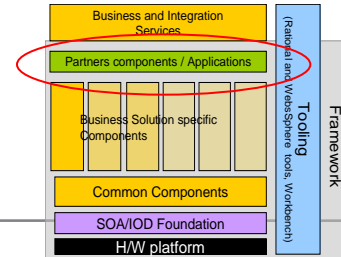 Business and Integration
Services
Partners components / Applications
Business Solution specific
Components
Common Components
SOA/IOD Foundation
H/W platform
Tooling
(Rational and WebsSphere tools, Workbench)
Framework